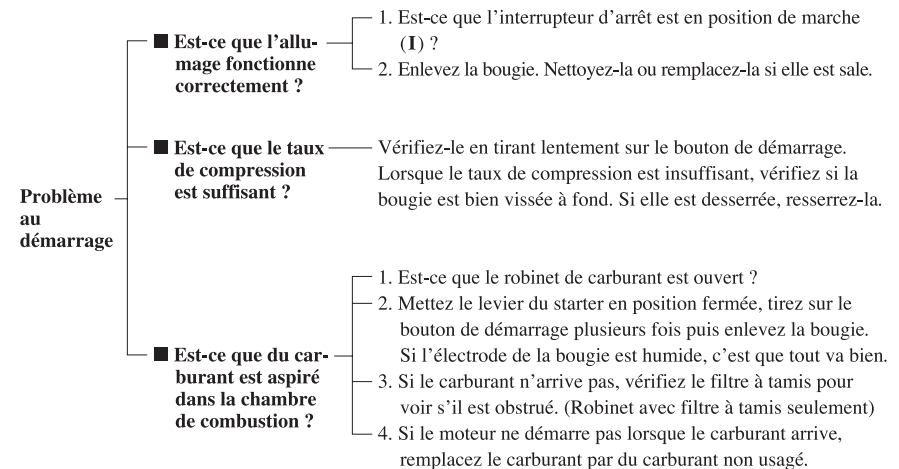 Problème
au
démarrage
■ Est-ce que l'allu-
mage fonctionne
correctement ?
1. Est-ce que l'interrupteur d'arrêt est en position de marche
(I) ?
2. Enlevez la bougie. Nettoyez-la ou remplacez-la si elle est sale.
■ Est-ce que le taux
de compression
est suffisant ?
Vérifiez-le en tirant lentement sur le bouton de démarrage.
Lorsque le taux de compression est insuffisant, vérifiez si la
bougie est bien vissée à fond. Si elle est desserrée, resserrez-la.
■ Est-ce que du car-
burant est aspiré
dans la chambre
de combustion ?
1. Est-ce que le robinet de carburant est ouvert ?
2. Mettez le levier du starter en position fermée, tirez sur le
bouton de démarrage plusieurs fois puis enlevez la bougie.
Si l'électrode de la bougie est humide, c'est que tout va bien.
3. Si le carburant n'arrive pas, vérifiez le filtre à tamis pour
voir s'il est obstrué. (Robinet avec filtre à tamis seulement)
4. Si le moteur ne démarre pas lorsque le carburant arrive,
remplacez le carburant par du carburant non usagé.